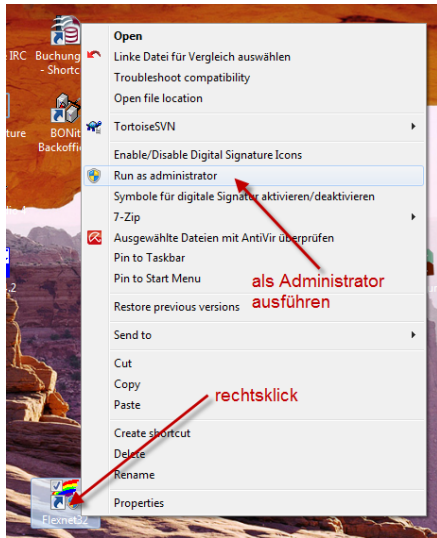 Open
IRC
Buchung
- Shortc
Linke Datei für Vergleich auswählen
Troubleshoot compatibility
Open file location
ture
BONit
Backoffi
TortoiseSVN
Enable/Disable Digital Signature Icons
Run as administrator
Symbole für digitale Signatur aktivieren/deaktivieren
7-Zip
Ausgewählte Dateien mit AntiVir überprüfen
Pin to Taskbar
Pin to Start Menu
.2
als Administrator
ausführen
Restore previous versions
Send to
Cut
Copy
Paste
rechtsklick
Create shortcut
Delete
Rename
Properties
Flexnet32